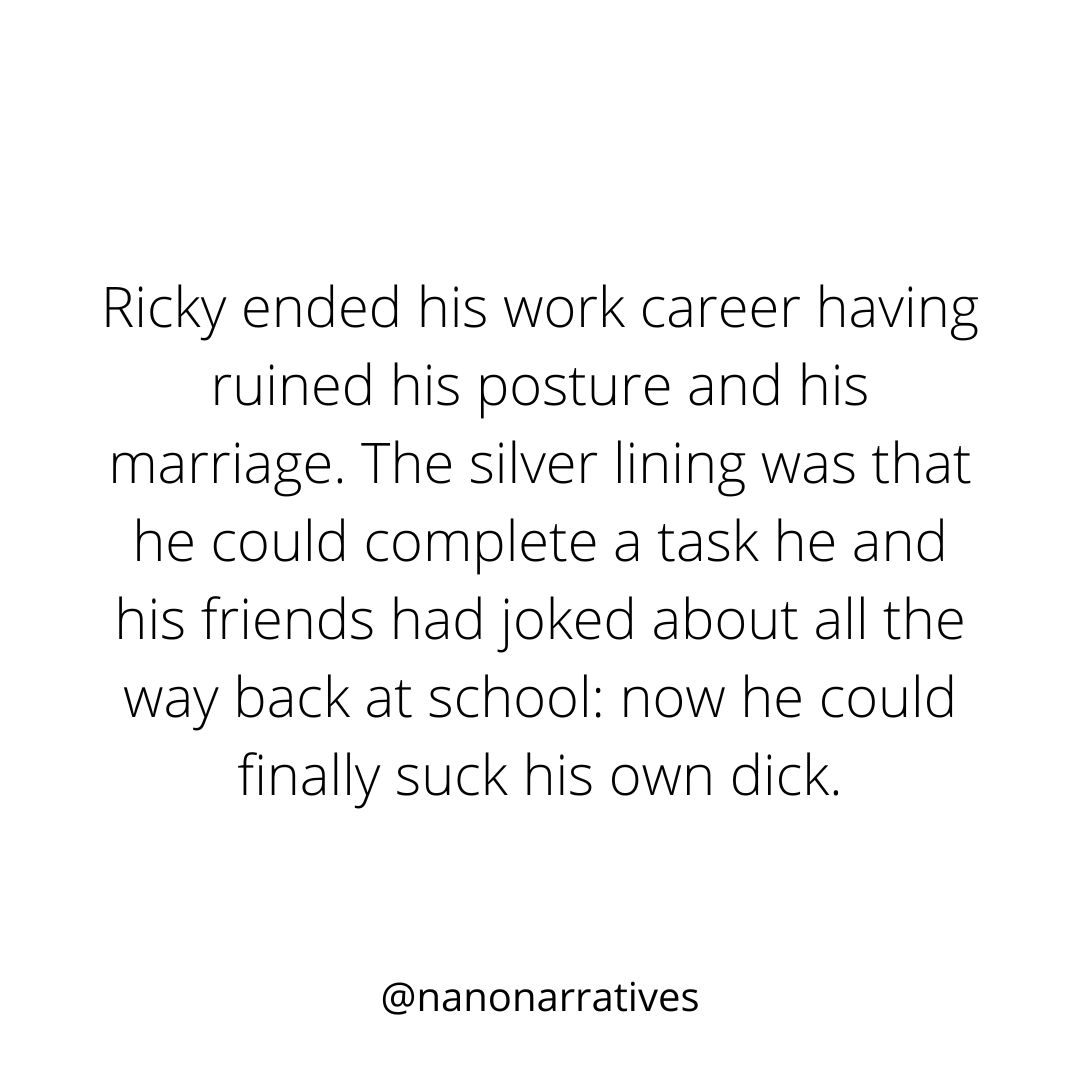 Ricky ended his work career having
ruined his posture and his
marriage. The silver lining was that
he could complete a task he and
his friends had joked about all the
way back at school: now he could
finally suck his own dick.
@nanonarratives